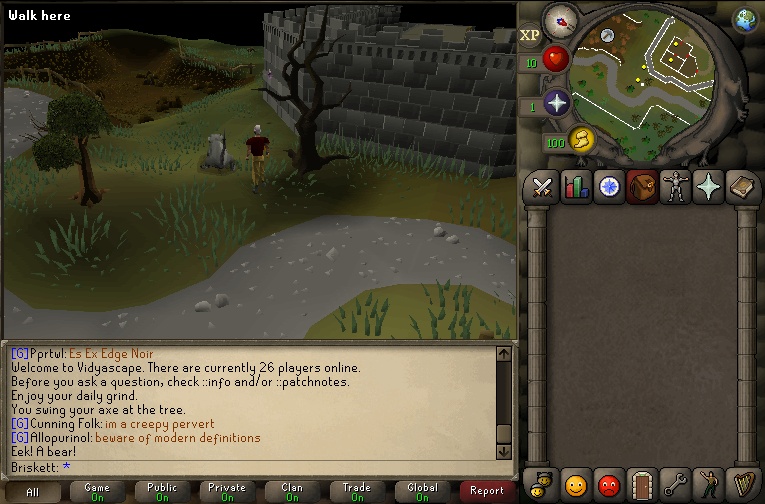 Walk here
XP
10
1
100
[G]Pprtwl: Es Ex Edge Noir
Welcome to Vidyascape. There are currently 26 players online.
Before you ask a question, check ::info and/or ::patchnotes.
Enjoy your daily grind.
You swing your axe at the tree.
[G]Cunning Folk: im a creepy pervert
[G]Allopurinol: beware of modern definitions
Eek! A bear!
Briskett: *
All
Game
On
Public
On
Private
On
Clan
On
Trade
On
Global
On
Report